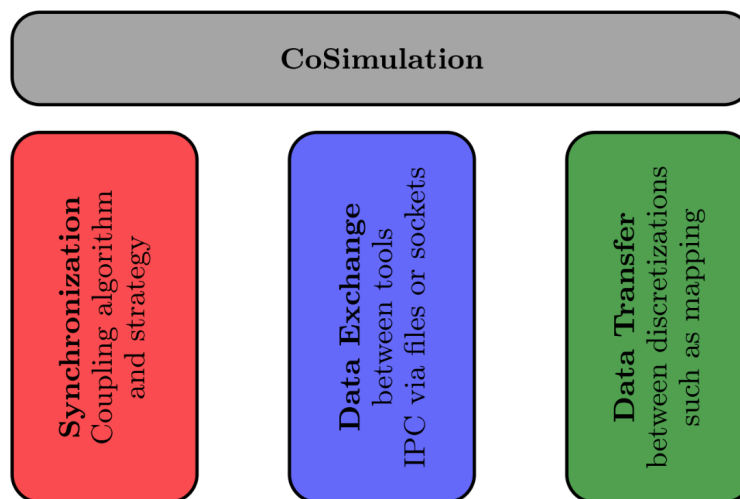 CoSimulation
Synchronization
Coupling algorithm
and strategy
Data Exchange
between tools
IPC via files or sockets
Data Transfer
between discretizations
such as mapping